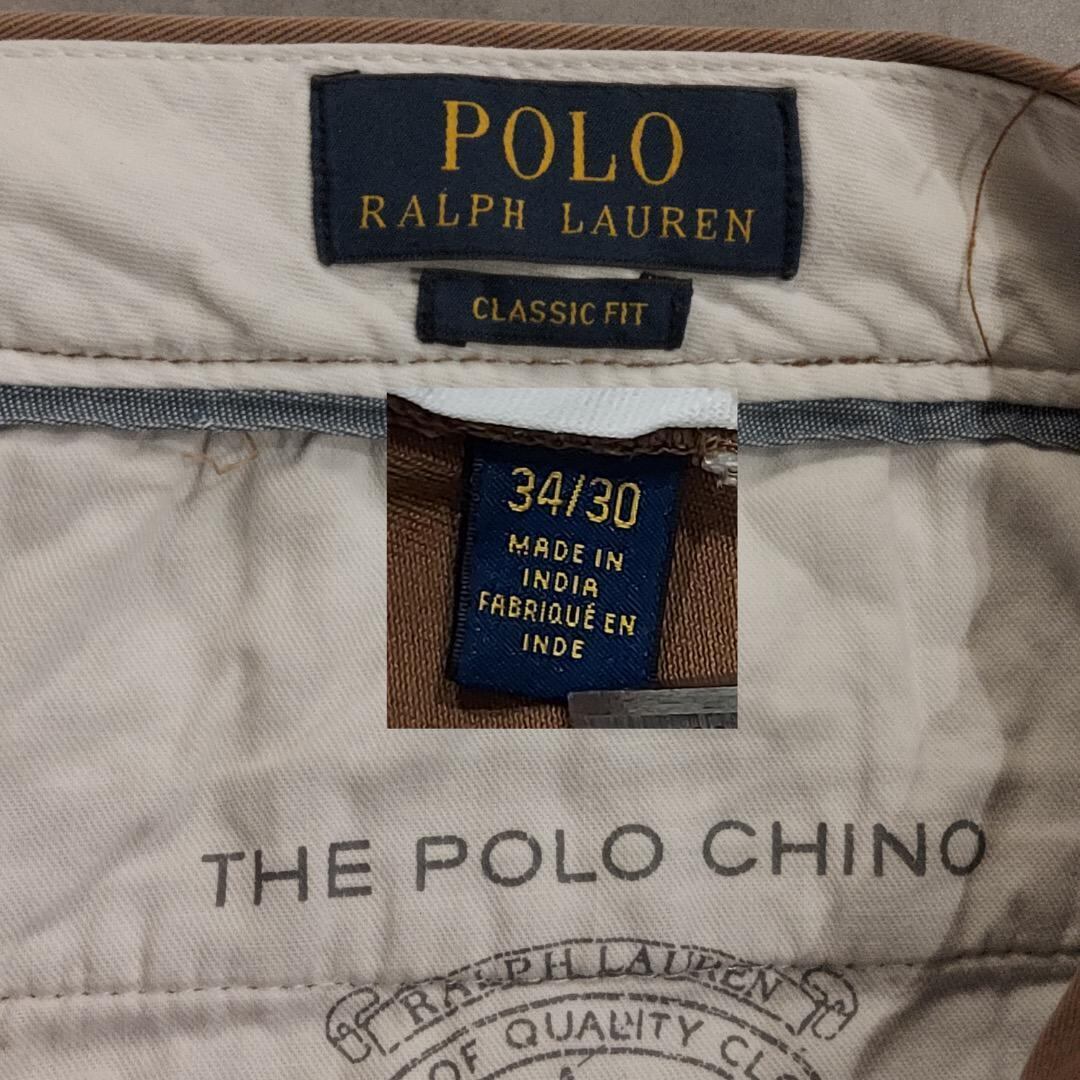 POLO
RALPH LAUREN
CLASSIC FIT
34/30
MADE IN
INDIA
FABRIQUÉ EN
INDE
THE POLO CHINO
RALPH LAUREN
OF QUALITY